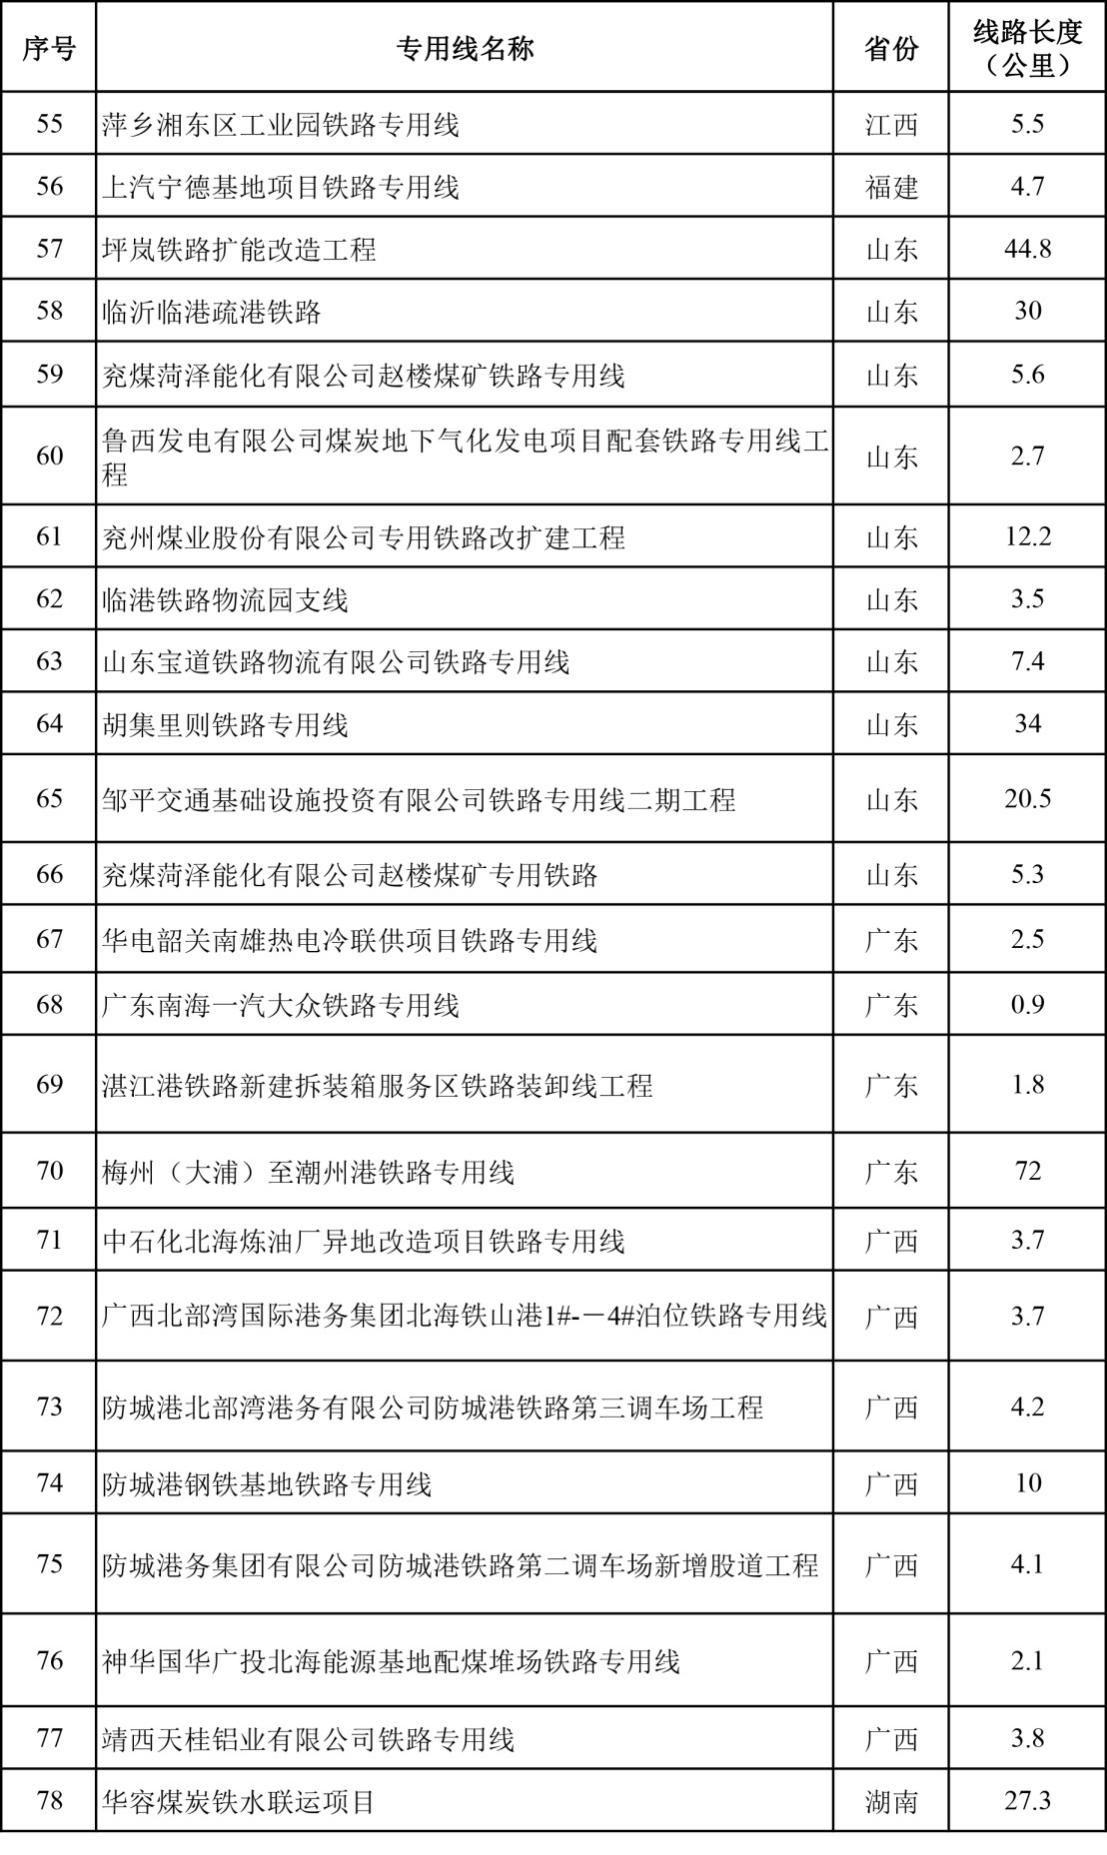 序号 专用线名称 省份 线路长度
（公里）
55 萍乡湘东区工业园铁路专用线 江西 5.5
56 上汽宁德基地项目铁路专用线 福建 4.7
57 坪岚铁路扩能改造工程 山东 44.8
58 临沂临港疏港铁路 山东 30
59 兖煤菏泽能化有限公司赵楼煤矿铁路专用线 山东 5.6
60 鲁西发电有限公司煤炭地下气化发电项目配套铁路专用线工 山东 2.7
程
61 兖州煤业股份有限公司专用铁路改扩建工程 山东 12.2
62 临港铁路物流园支线 山东 3.5
63 山东宝道铁路物流有限公司铁路专用线 山东 7.4
64 胡集里则铁路专用线 山东 34
65 邹平交通基础设施投资有限公司铁路专用线二期工程 山东 20.5
66 兖煤菏泽能化有限公司赵楼煤矿专用铁路 山东 5.3
67 华电韶关南雄热电冷联供项目铁路专用线 广东 2.5
68 广东南海一汽大众铁路专用线 广东 0.9
69 湛江港铁路新建拆装箱服务区铁路装卸线工程 广东 1.8
70 梅州（大浦）至潮州港铁路专用线 广东 72
71 中石化北海炼油厂异地改造项目铁路专用线 广西 3.7
72 广西北部湾国际港务集团北海铁山港1#-－4#泊位铁路专用线 广西 3.7
73 防城港北部湾港务有限公司防城港铁路第三调车场工程 广西 4.2
74 防城港钢铁基地铁路专用线 广西 10
75 防城港务集团有限公司防城港铁路第二调车场新增股道工程 广西 4.1
76 神华国华广投北海能源基地配煤堆场铁路专用线 广西 2.1
77 靖西天桂铝业有限公司铁路专用线 广西 3.8
78 华容煤炭铁水联运项目 湖南 27.3